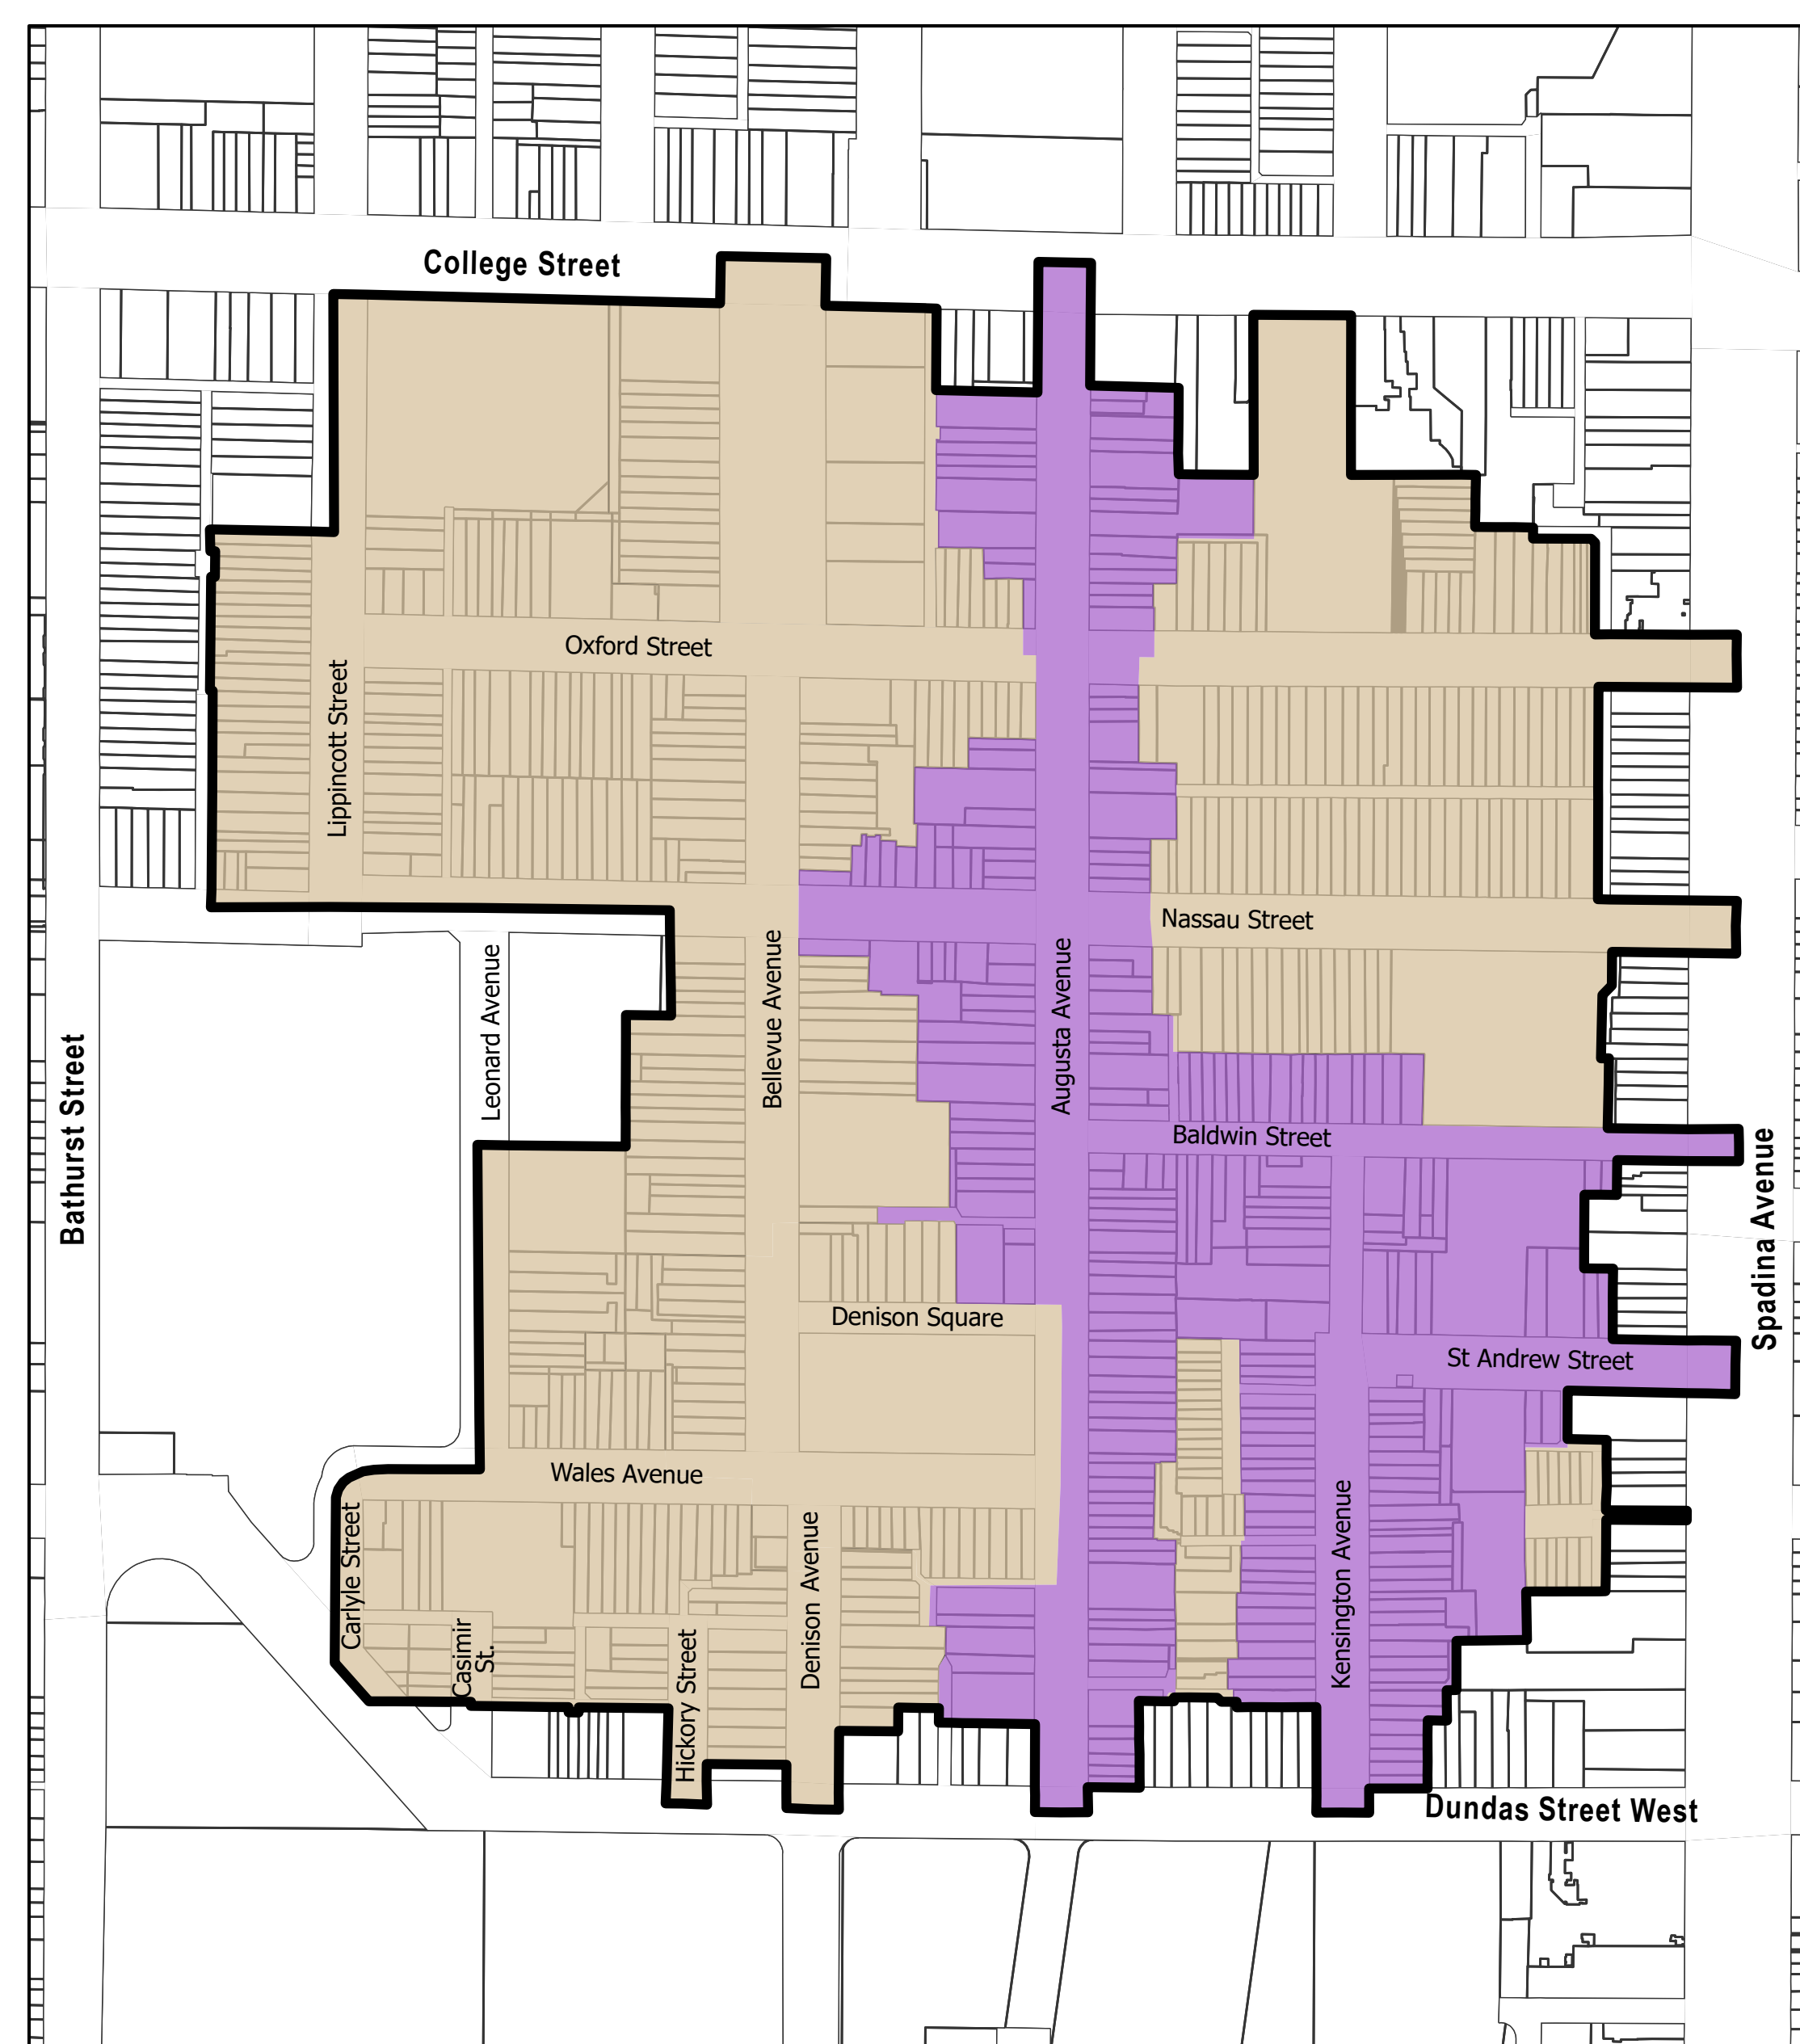 College Street
Oxford Street
Lippincott Street
Nassau Street
Leonard Avenue
Bellevue Avenue
Augusta Avenue
Bathurst Street
Baldwin Street
Spadina Avenue
Denison Square
St Andrew Street
Wales Avenue
Carlyle Street
Casimir
St.
Hickory Street
Denison Avenue
Kensington Avenue
Dundas Street West